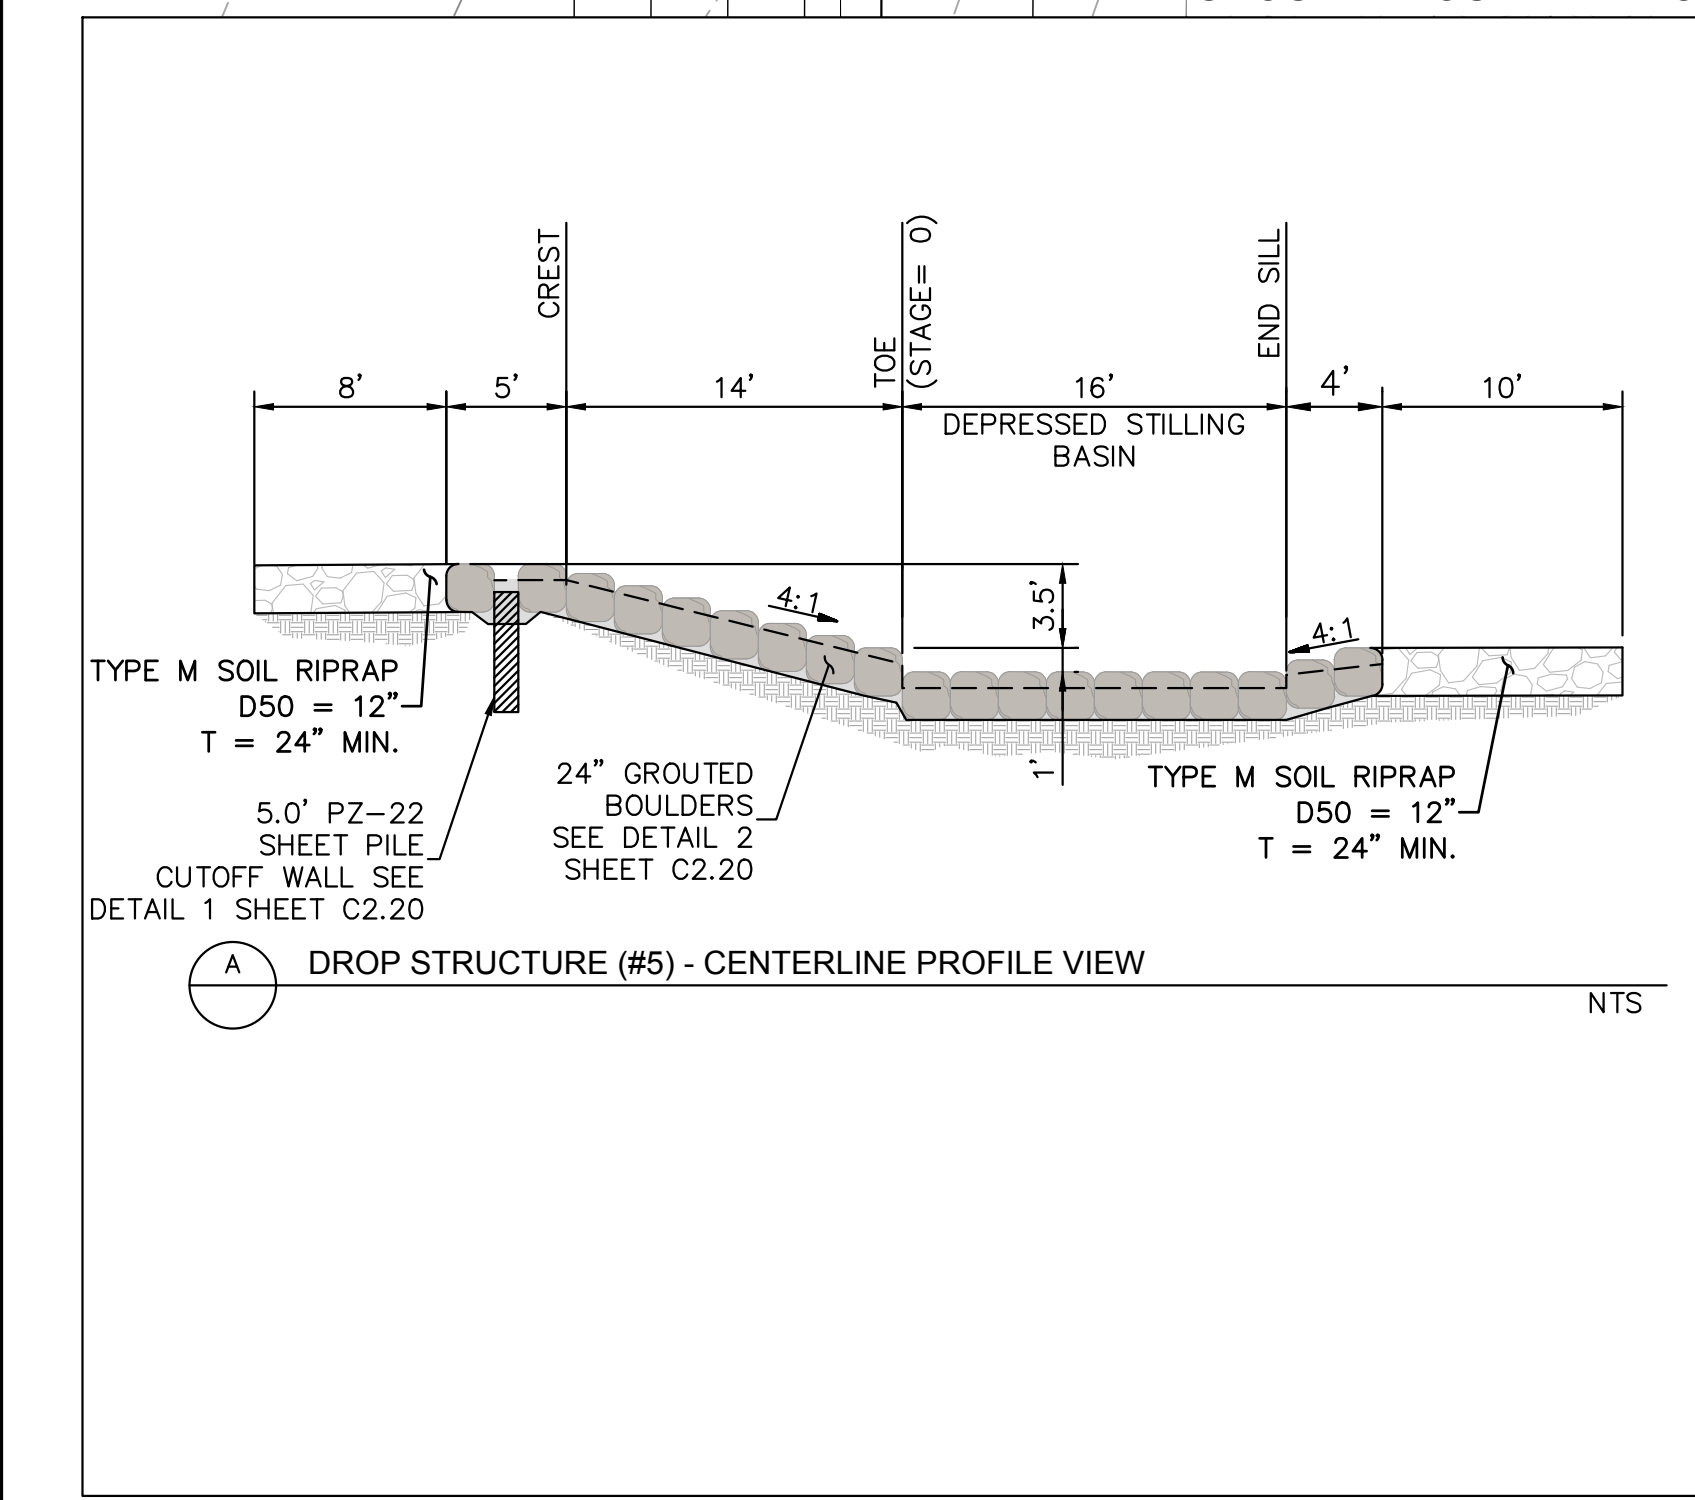 CREST
TOE
(STAGE= 0)
END SILL
8’
5’
14’
16’
4’
10’
DEPRESSED STILLING
BASIN
4:1
3.5’
4:1
1’
TYPE M SOIL RIPRAP
D50 = 12”
T = 24” MIN.
5.0’ PZ–22
SHEET PILE
CUTOFF WALL SEE
DETAIL 1 SHEET C2.20
24” GROUTED
BOULDERS
SEE DETAIL 2
SHEET C2.20
TYPE M SOIL RIPRAP
D50 = 12”
T = 24” MIN.
A
DROP STRUCTURE (#5) - CENTERLINE PROFILE VIEW
NTS